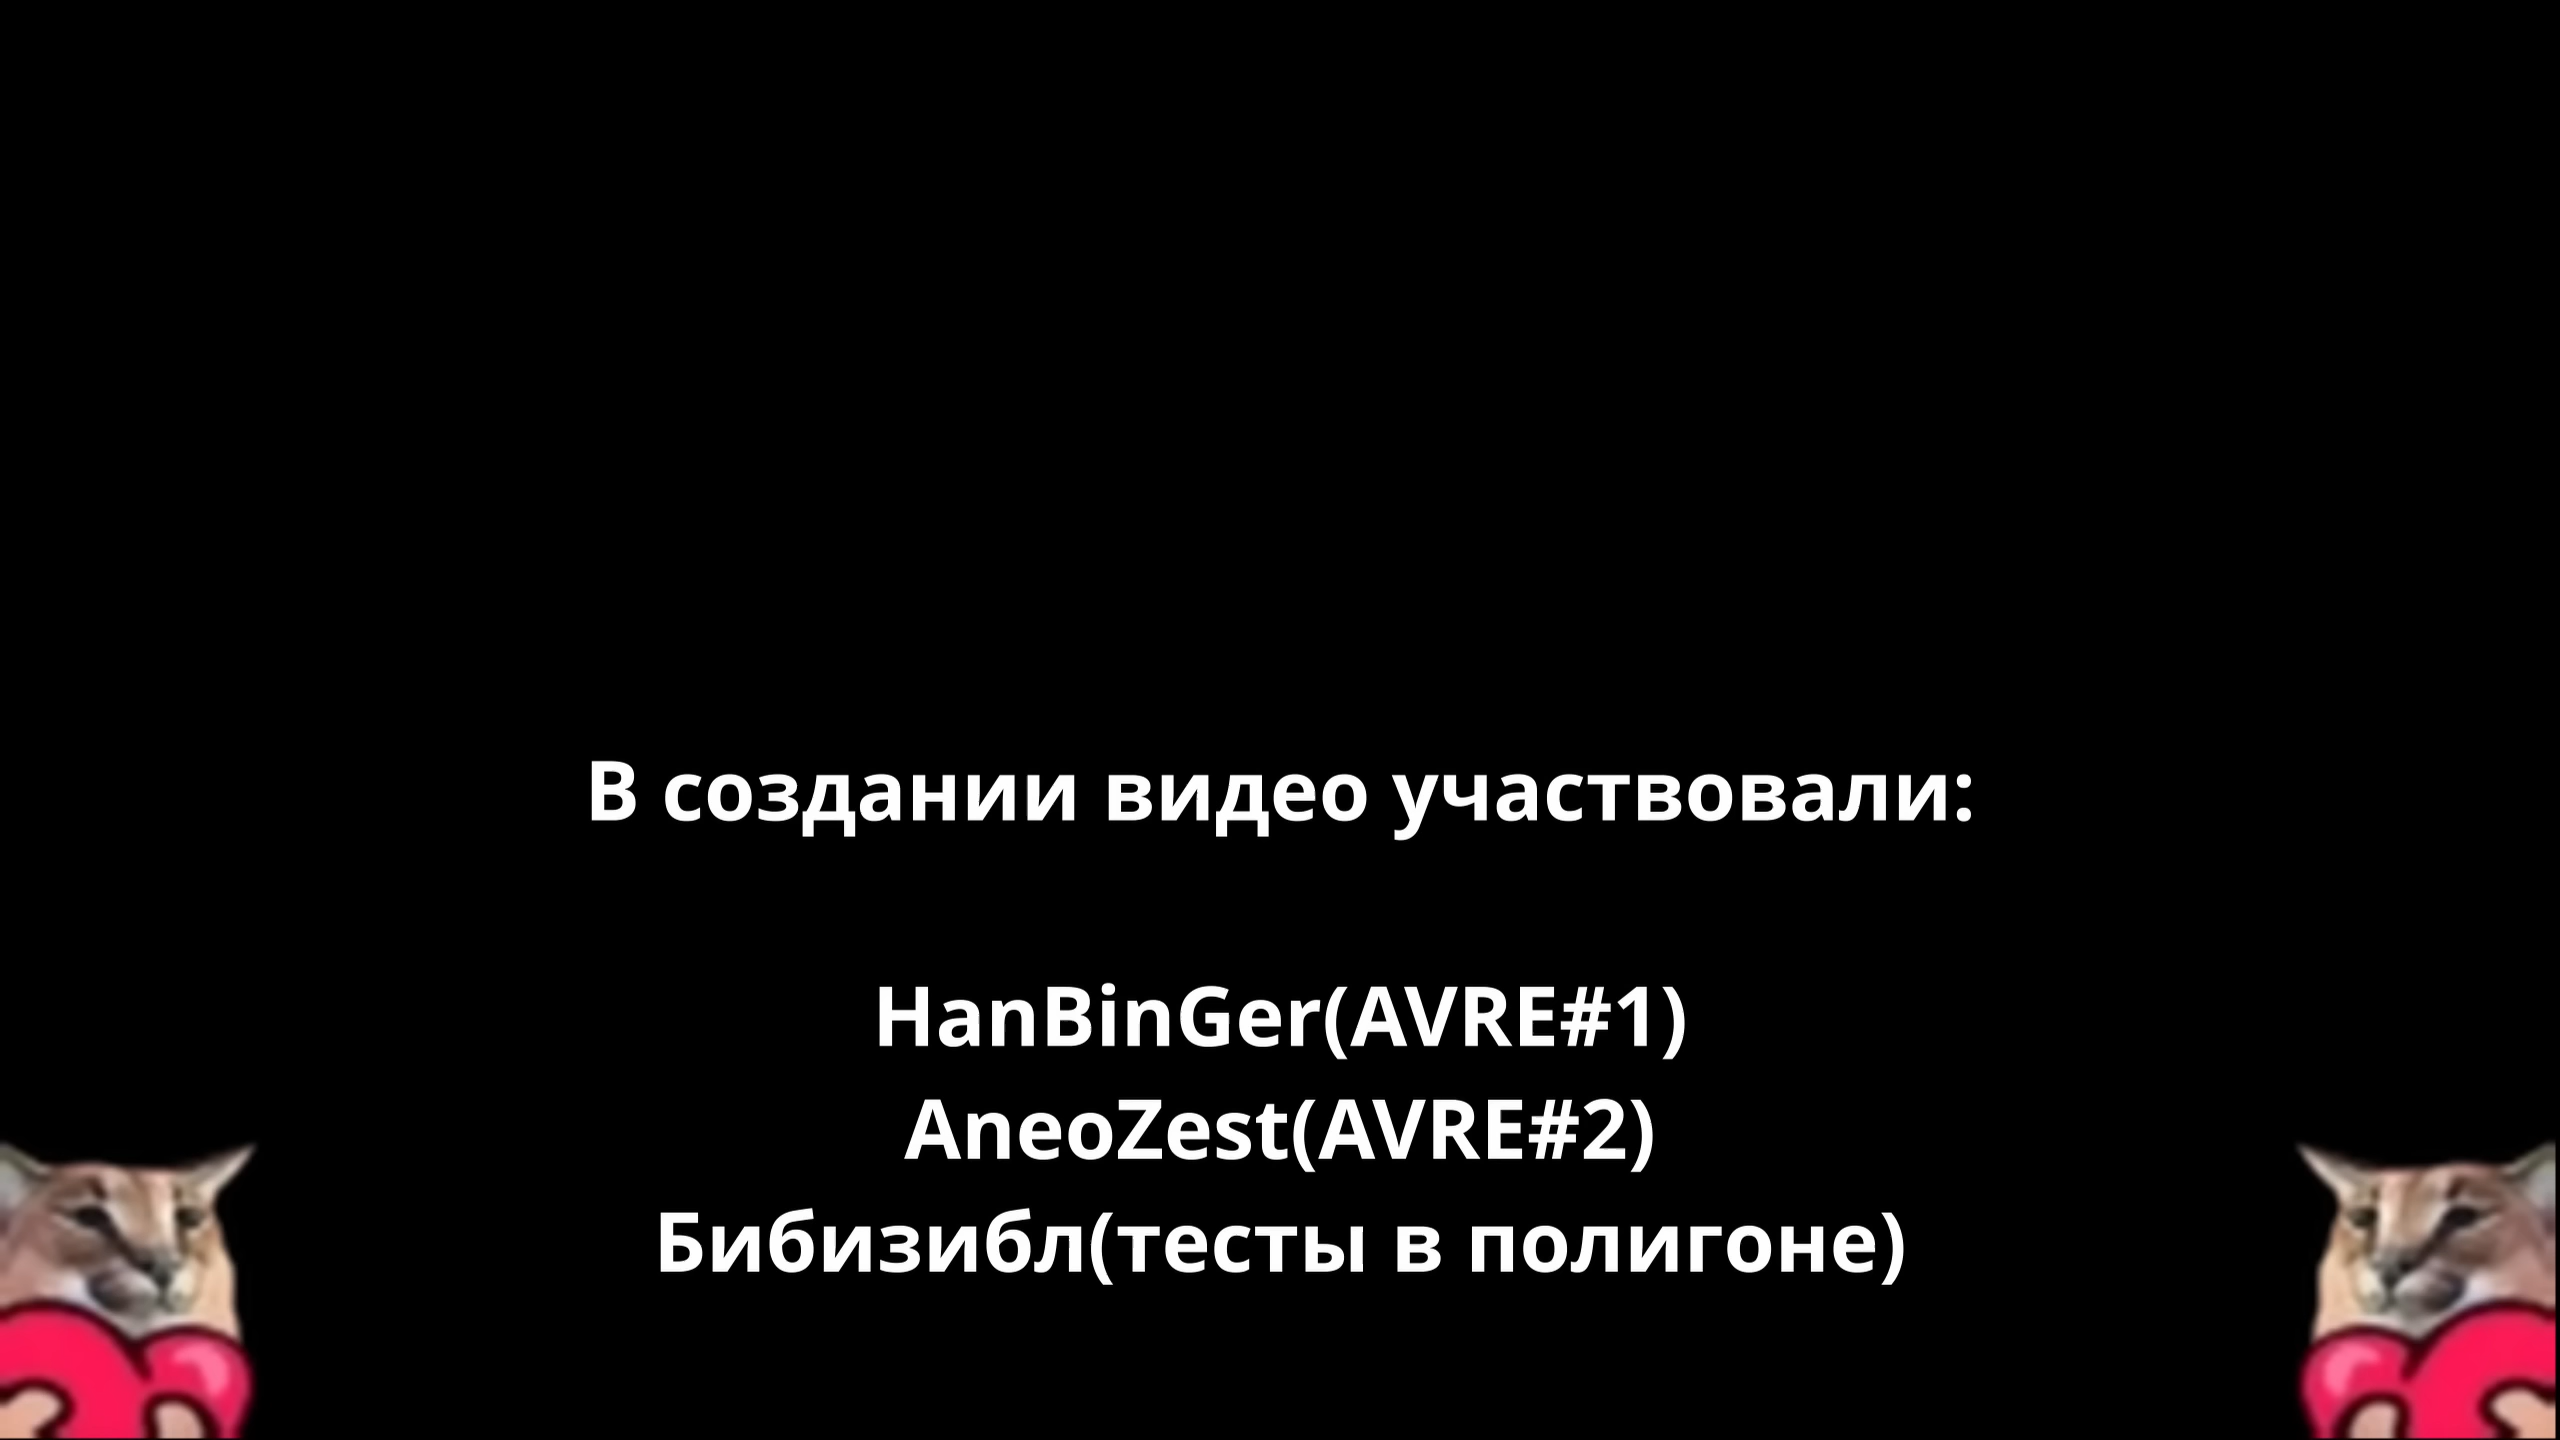 В создании видео участвовали:
HanBinGer(AVRE#1)
AneoZest(AVRE#2)
Бибизибл(тесты в полигоне)